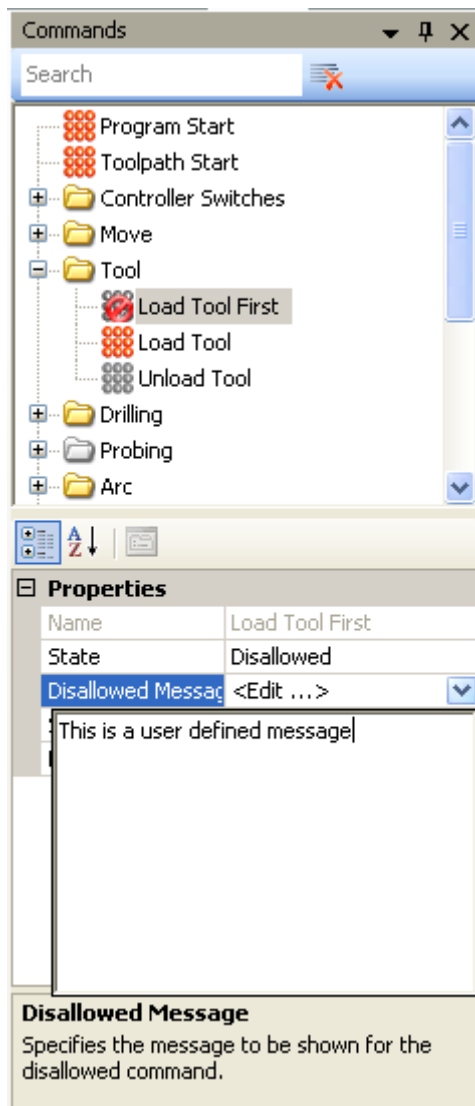 Commands
Search
Program Start
Toolpath Start
Controller Switches
Move
Tool
Load Tool First
Load Tool
Unload Tool
Drilling
Probing
Arc
Properties
Name Load Tool First
State Disallowed
Disallowed Messag <Edit ...>
This is a user defined message
Disallowed Message
Specifies the message to be shown for the
disallowed command.